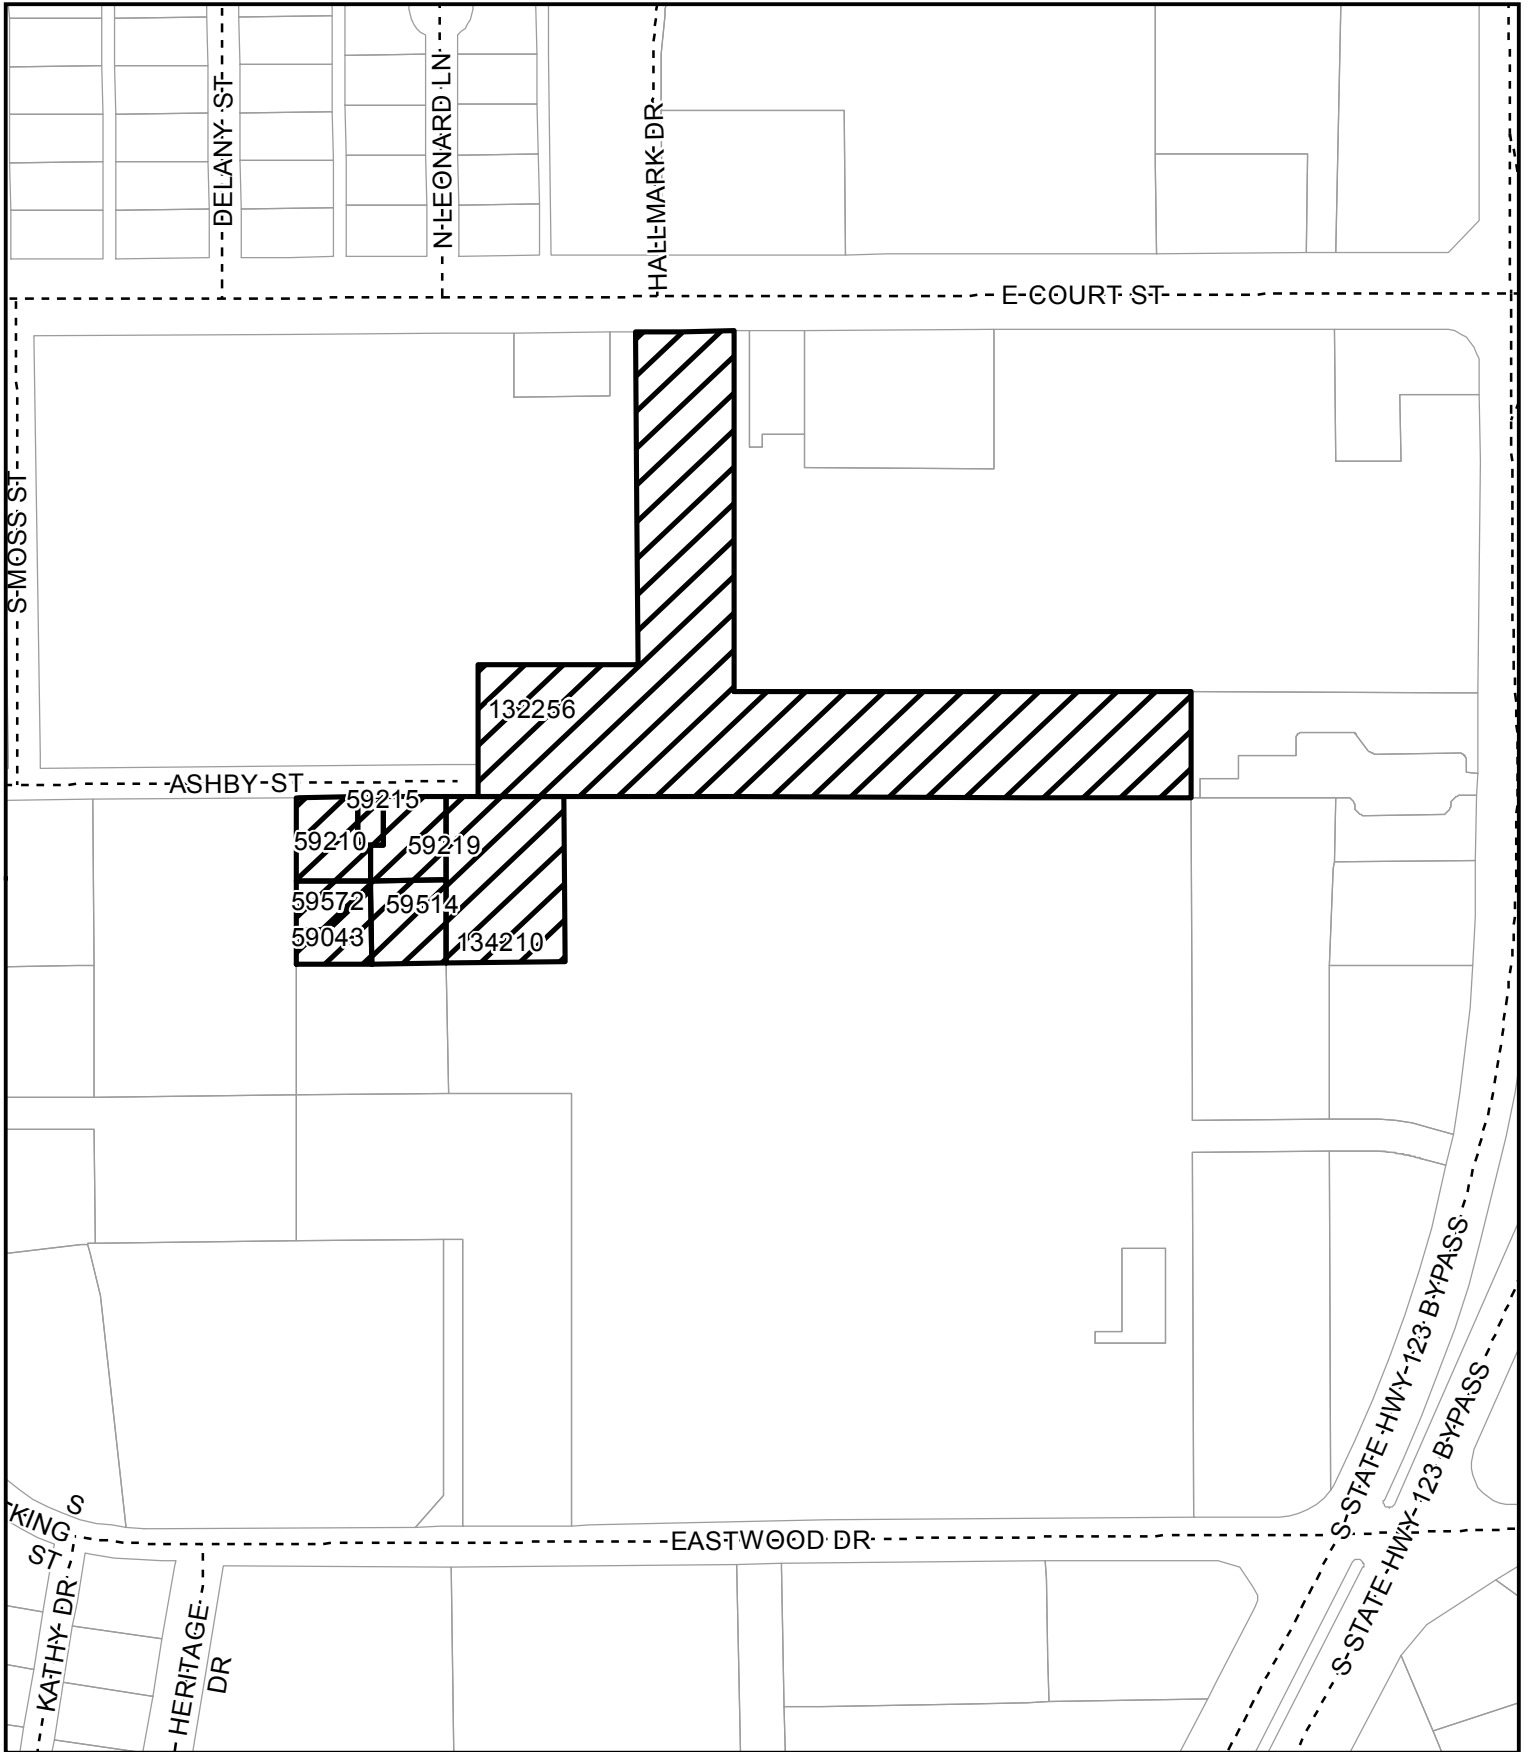 DELANY ST
N LEONARD LN
HALLMARK DR
E COURT ST
S MOSS ST
132256
ASHBY ST
59215
59210
59219
59572
59514
59043
134210
S STATE HWY 123 BYPASS
S STATE HWY 123 BYPASS
S
KING
ST
EASTWOOD DR
KATHY DR
HERITAGE
DR